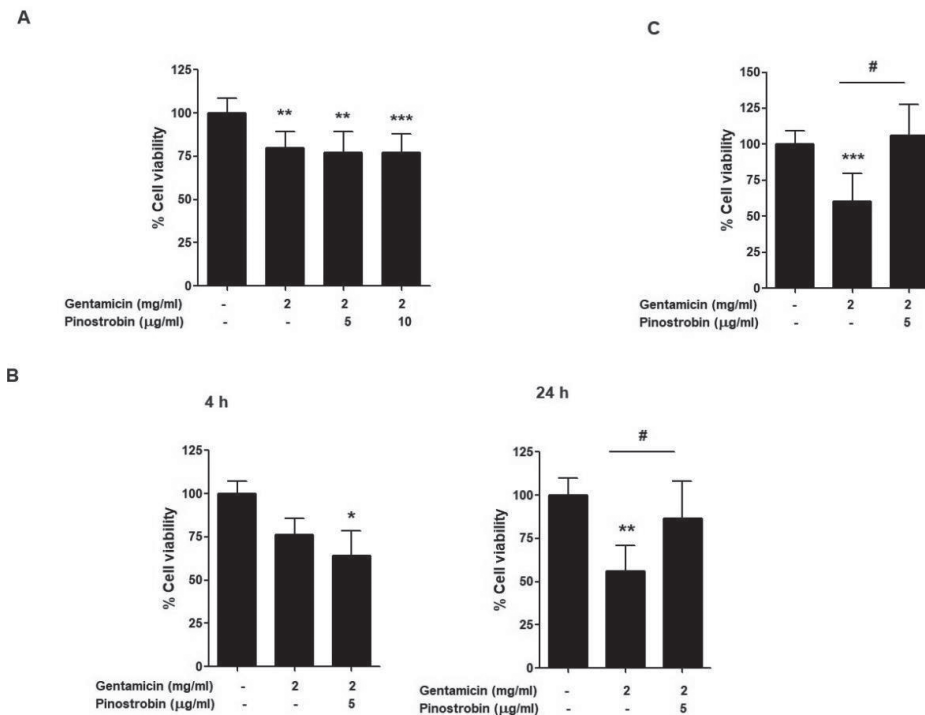 A
% Cell viability
125
100
75
50
25
0
** ** ***
Gentamicin (mg/ml) - 2 2 2
Pinostrobin (µg/ml) - - 5 10
C
% Cell viability
150
125
100
75
50
25
0
#
***
Gentamicin (mg/ml) - 2 2
Pinostrobin (µg/ml) - - 5
B
4 h
% Cell viability
125
100
75
50
25
0
*
Gentamicin (mg/ml) - 2 2
Pinostrobin (µg/ml) - - 5
24 h
% Cell viability
125
100
75
50
25
0
#
**
Gentamicin (mg/ml) - 2 2
Pinostrobin (µg/ml) - - 5